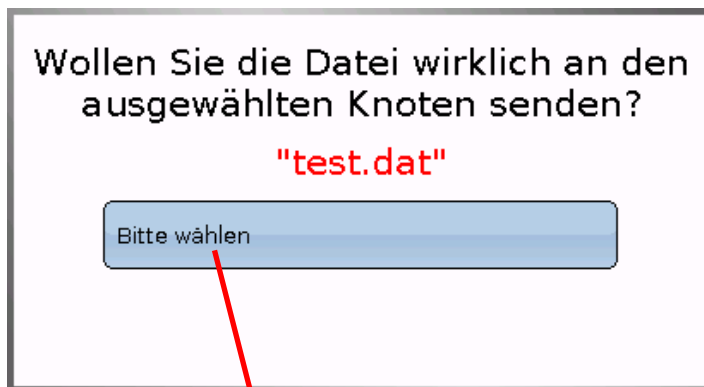 Wollen Sie die Datei wirklich an den
ausgewählten Knoten senden?
"test.dat"
Bitte wählen